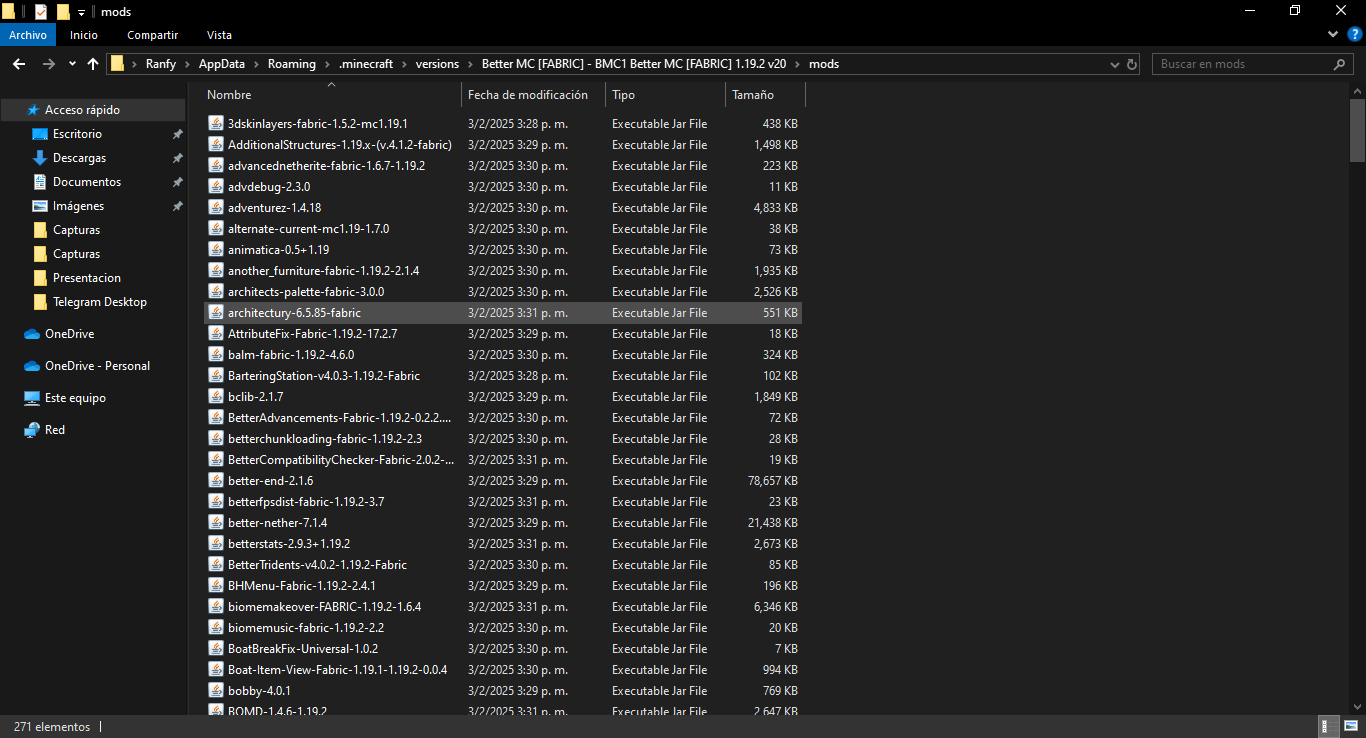 mods
Archivo Inicio Compartir Vista
Ranfy AppData Roaming .minecraft versions Better MC [FABRIC] - BMC1 Better MC [FABRIC] 1.19.2 v20 mods
Buscar en mods
Acceso rápido
Escritorio
Descargas
Documentos
Imágenes
Capturas
Capturas
Presentacion
Telegram Desktop
OneDrive
OneDrive - Personal
Este equipo
Red
Nombre Fecha de modificación Tipo Tamaño
3dskinlayers-fabric-1.5.2-mc1.19.1 3/2/2025 3:28 p. m. Executable Jar File 438 KB
AdditionalStructures-1.19.x-(v.4.1.2-fabric) 3/2/2025 3:29 p. m. Executable Jar File 1,498 KB
advancednetherite-fabric-1.6.7-1.19.2 3/2/2025 3:30 p. m. Executable Jar File 223 KB
advdebug-2.3.0 3/2/2025 3:30 p. m. Executable Jar File 11 KB
adventurez-1.4.18 3/2/2025 3:30 p. m. Executable Jar File 4,833 KB
alternate-current-mc1.19-1.7.0 3/2/2025 3:30 p. m. Executable Jar File 38 KB
animatica-0.5+1.19 3/2/2025 3:30 p. m. Executable Jar File 73 KB
another_furniture-fabric-1.19.2-2.1.4 3/2/2025 3:30 p. m. Executable Jar File 1,935 KB
architects-palette-fabric-3.0.0 3/2/2025 3:30 p. m. Executable Jar File 2,526 KB
architectury-6.5.85-fabric 3/2/2025 3:31 p. m. Executable Jar File 551 KB
AttributeFix-Fabric-1.19.2-17.2.7 3/2/2025 3:29 p. m. Executable Jar File 18 KB
balm-fabric-1.19.2-4.6.0 3/2/2025 3:30 p. m. Executable Jar File 324 KB
BarteringStation-v4.0.3-1.19.2-Fabric 3/2/2025 3:28 p. m. Executable Jar File 102 KB
bclib-2.1.7 3/2/2025 3:29 p. m. Executable Jar File 1,849 KB
BetterAdvancements-Fabric-1.19.2-0.2.2.... 3/2/2025 3:30 p. m. Executable Jar File 72 KB
betterchunkloading-fabric-1.19.2-2.3 3/2/2025 3:30 p. m. Executable Jar File 28 KB
BetterCompatibilityChecker-Fabric-2.0.2-... 3/2/2025 3:31 p. m. Executable Jar File 19 KB
better-end-2.1.6 3/2/2025 3:29 p. m. Executable Jar File 78,657 KB
betterfpsdist-fabric-1.19.2-3.7 3/2/2025 3:31 p. m. Executable Jar File 23 KB
better-nether-7.1.4 3/2/2025 3:29 p. m. Executable Jar File 21,438 KB
betterstats-2.9.3+1.19.2 3/2/2025 3:31 p. m. Executable Jar File 2,673 KB
BetterTridents-v4.0.2-1.19.2-Fabric 3/2/2025 3:30 p. m. Executable Jar File 85 KB
BHMenu-Fabric-1.19.2-2.4.1 3/2/2025 3:29 p. m. Executable Jar File 196 KB
biomemakeover-FABRIC-1.19.2-1.6.4 3/2/2025 3:31 p. m. Executable Jar File 6,346 KB
biomemusic-fabric-1.19.2-2.2 3/2/2025 3:30 p. m. Executable Jar File 20 KB
BoatBreakFix-Universal-1.0.2 3/2/2025 3:30 p. m. Executable Jar File 7 KB
Boat-Item-View-Fabric-1.19.1-1.19.2-0.0.4 3/2/2025 3:30 p. m. Executable Jar File 994 KB
bobby-4.0.1 3/2/2025 3:29 p. m. Executable Jar File 769 KB
BOMD-1.4.6-1.19.2 3/2/2025 3:31 p. m. Executable Jar File 2,647 KB
271 elementos